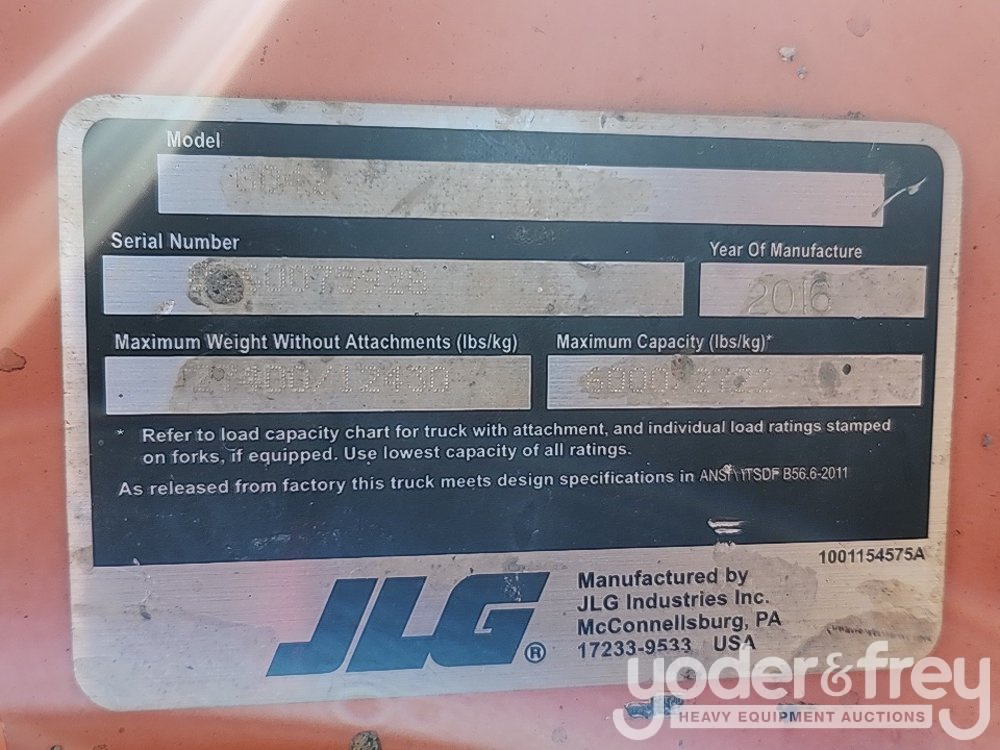 Model
Serial Number
Year Of Manufacture
2016
Maximum Weight Without Attachments (lbs/kg)
Maximum Capacity (lbs/kg)*
6000/2722
* Refer to load capacity chart for truck with attachment, and individual load ratings stamped
on forks, if equipped. Use lowest capacity of all ratings.
As released from factory this truck meets design specifications in ANSI \ ITSDF B56.6-2011
1001154575A
JLG®
Manufactured by
JLG Industries Inc.
McConnellsburg, PA
17233-9533 USA
yoder&frey
HEAVY EQUIPMENT AUCTIONS